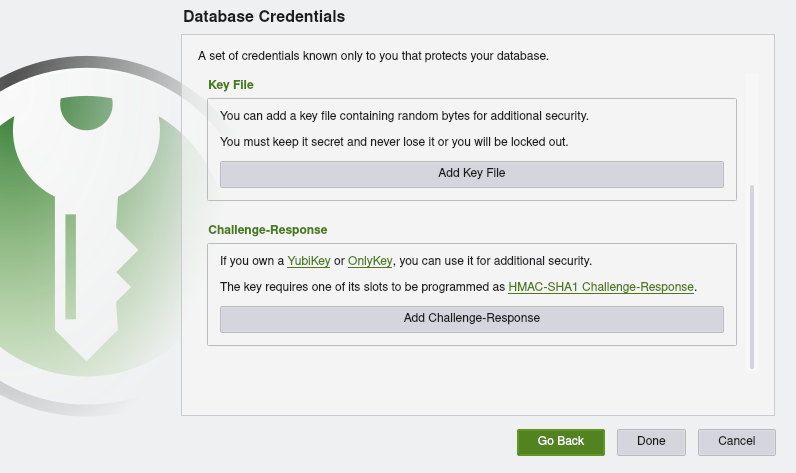 Database Credentials
A set of credentials known only to you that protects your database.
Key File
You can add a key file containing random bytes for additional security.
You must keep it secret and never lose it or you will be locked out.
Add Key File
Challenge-Response
If you own a YubiKey or OnlyKey, you can use it for additional security.
The key requires one of its slots to be programmed as HMAC-SHA1 Challenge-Response.
Add Challenge-Response
Go Back Done Cancel